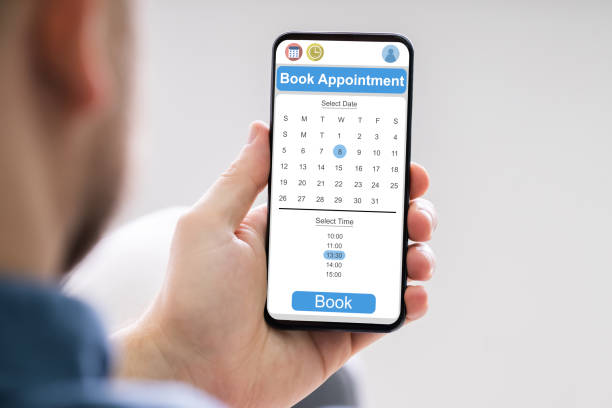 Book Appointment
Select Date
S M T W T F S
S M T 1 2 3 4
5 6 7 8 9 10 11
12 13 14 15 16 17 18
19 20 21 22 23 24 25
26 27 28 29 30 31
Select Time
10:00
11:00
13:30
14:00
15:00
Book